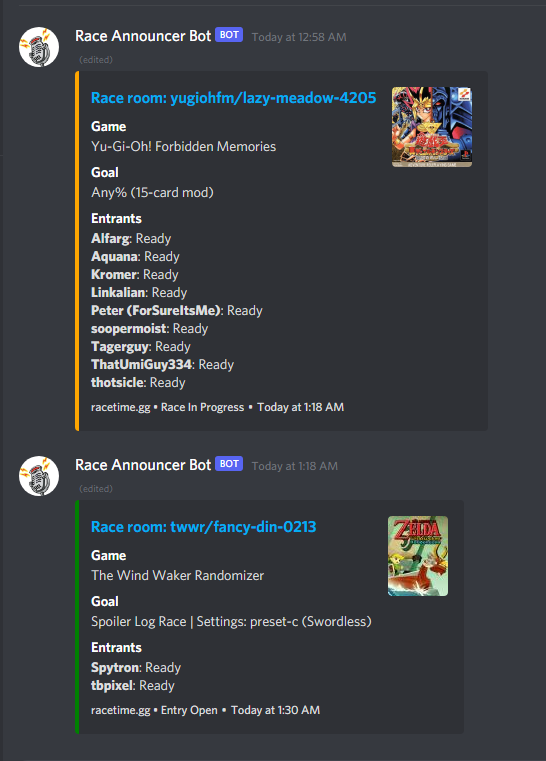 Race Announcer Bot BOT Today at 12:58 AM
(edited)
Race room: yugiohfm/lazy-meadow-4205
Game
Yu-Gi-Oh! Forbidden Memories
Goal
Any% (15-card mod)
Entrants
Alfarg: Ready
Aquana: Ready
Kromer: Ready
Linkalian: Ready
Peter (ForSureItsMe): Ready
soopermoist: Ready
Tagerguy: Ready
ThatUmiGuy334: Ready
thotsicle: Ready
racetime.gg • Race In Progress • Today at 1:18 AM
Race Announcer Bot BOT Today at 1:18 AM
(edited)
Race room: twwr/fancy-din-0213
ZELDA
Game
The Wind Waker Randomizer
Goal
Spoiler Log Race | Settings: preset-c (Swordless)
Entrants
Spytron: Ready
tbpixel: Ready
racetime.gg • Entry Open • Today at 1:30 AM